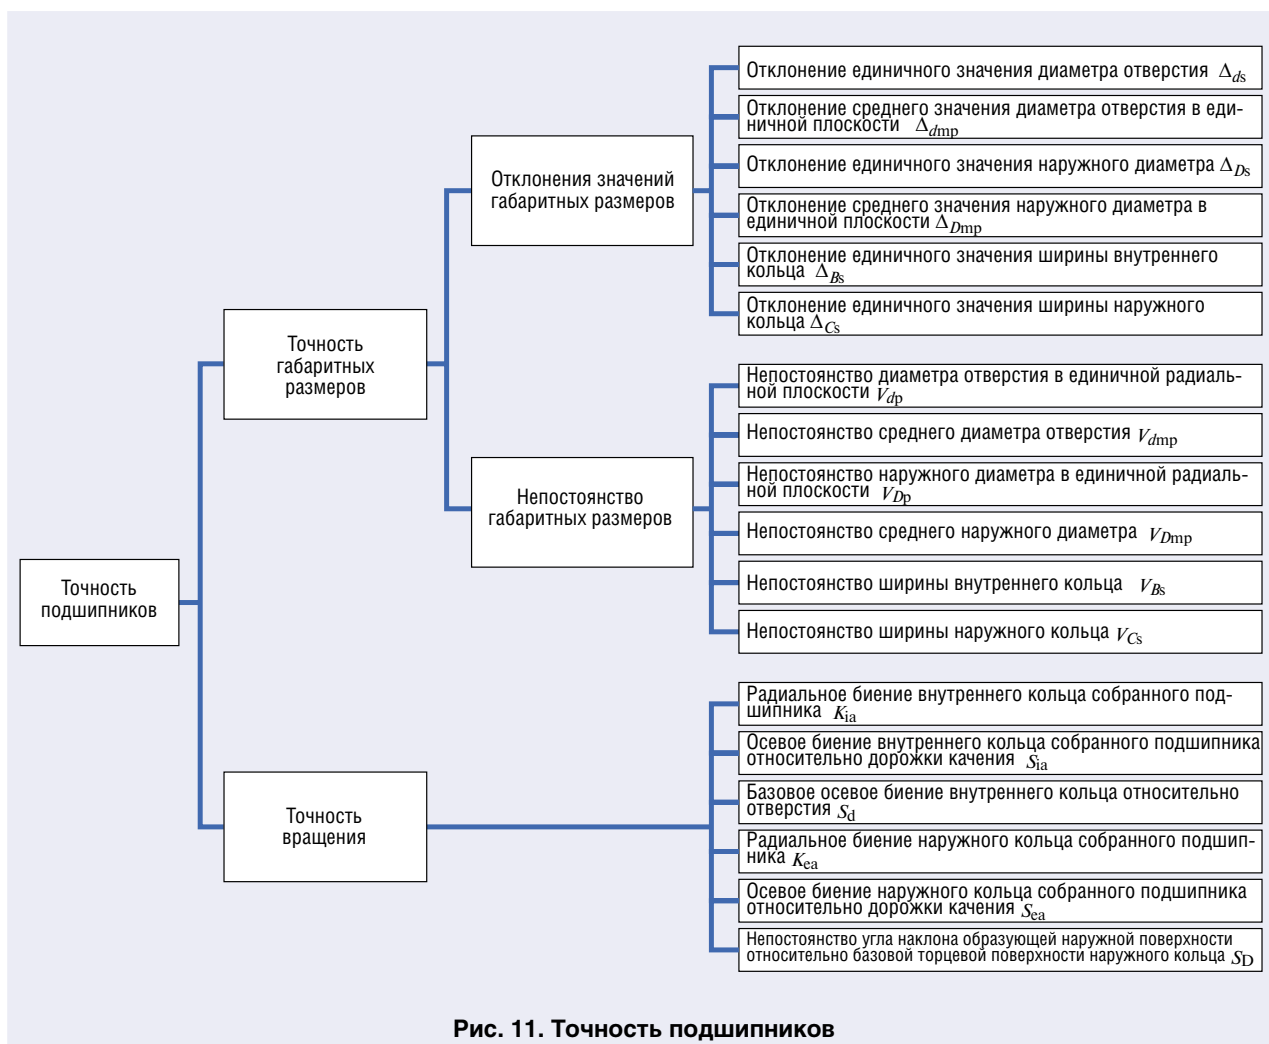 Отклонение единичного значения диаметра отверстия Δds
Отклонение среднего значения диаметра отверстия в еди-
ничной плоскости Δdmp
Отклонения значений
габаритных размеров
Отклонение единичного значения наружного диаметра ΔDs
Отклонение среднего значения наружного диаметра в
единичной плоскости ΔDmp
Отклонение единичного значения ширины внутреннего
кольца ΔBs
Отклонение единичного значения ширины наружного
кольца ΔCs
Точность
габаритных
размеров
Непостоянство диаметра отверстия в единичной радиаль-
ной плоскости Vdp
Непостоянство среднего диаметра отверстия Vdmp
Непостоянство
габаритных размеров
Непостоянство наружного диаметра в единичной радиаль-
ной плоскости VDp
Непостоянство среднего наружного диаметра VDmp
Непостоянство ширины внутреннего кольца VBs
Непостоянство ширины наружного кольца VCs
Точность
подшипников
Радиальное биение внутреннего кольца собранного под-
шипника Kia
Осевое биение внутреннего кольца собранного подшипника
относительно дорожки качения Sia
Базовое осевое биение внутреннего кольца относительно
отверстия Sd
Точность
вращения
Радиальное биение наружного кольца собранного подшип-
ника Kea
Осевое биение наружного кольца собранного подшипника
относительно дорожки качения Sea
Непостоянство угла наклона образующей наружной поверхности
относительно базовой торцевой поверхности наружного кольца SD
Рис. 11. Точность подшипников